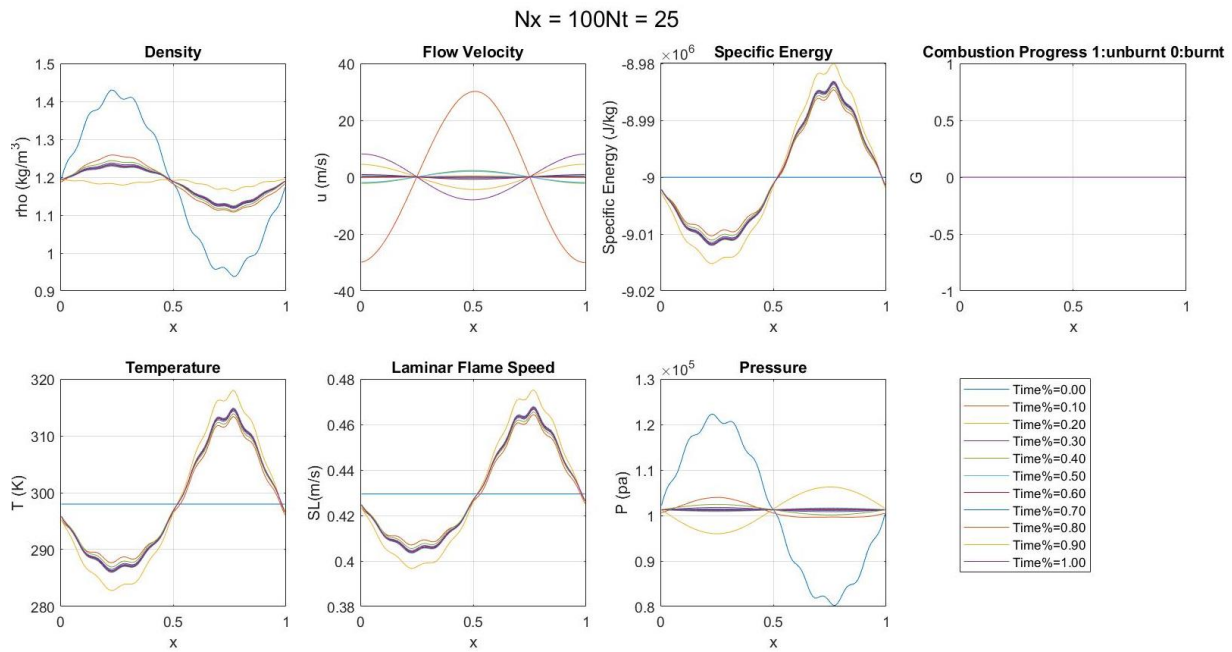 Nx = 100Nt = 25
Density
1.5
1.4
1.3
1.2
1.1
1
0.9
rho (kg/m³)
0
0.5
1
x
Flow Velocity
40
20
0
-20
-40
u (m/s)
0
0.5
1
x
Specific Energy
×10⁶
-8.98
-8.99
-9
-9.01
-9.02
Specific Energy (J/kg)
0
0.5
1
x
Combustion Progress 1:unburnt 0:burnt
1
0.5
0
-0.5
-1
G
0
0.5
1
x
Temperature
320
310
300
290
280
T (K)
0
0.5
1
x
Laminar Flame Speed
0.48
0.46
0.44
0.42
0.4
0.38
SL(m/s)
0
0.5
1
x
Pressure
×10⁵
1.3
1.2
1.1
1
0.9
0.8
P (pa)
0
0.5
1
x
Time%=0.00
Time%=0.10
Time%=0.20
Time%=0.30
Time%=0.40
Time%=0.50
Time%=0.60
Time%=0.70
Time%=0.80
Time%=0.90
Time%=1.00